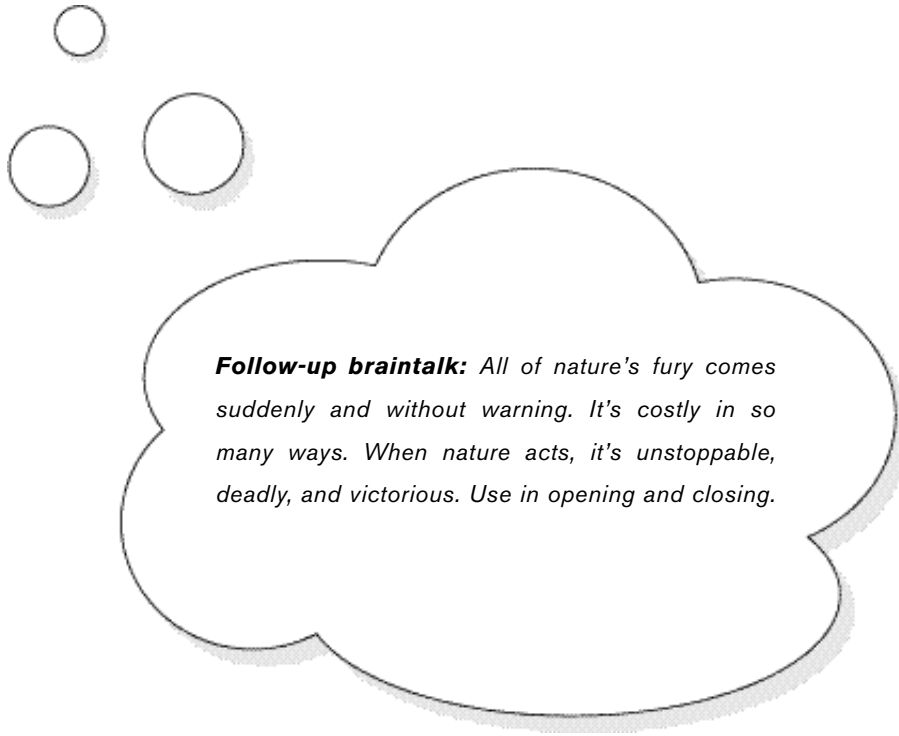 Follow-up braintalk: All of nature’s fury comes
suddenly and without warning. It’s costly in so
many ways. When nature acts, it’s unstoppable,
deadly, and victorious. Use in opening and closing.